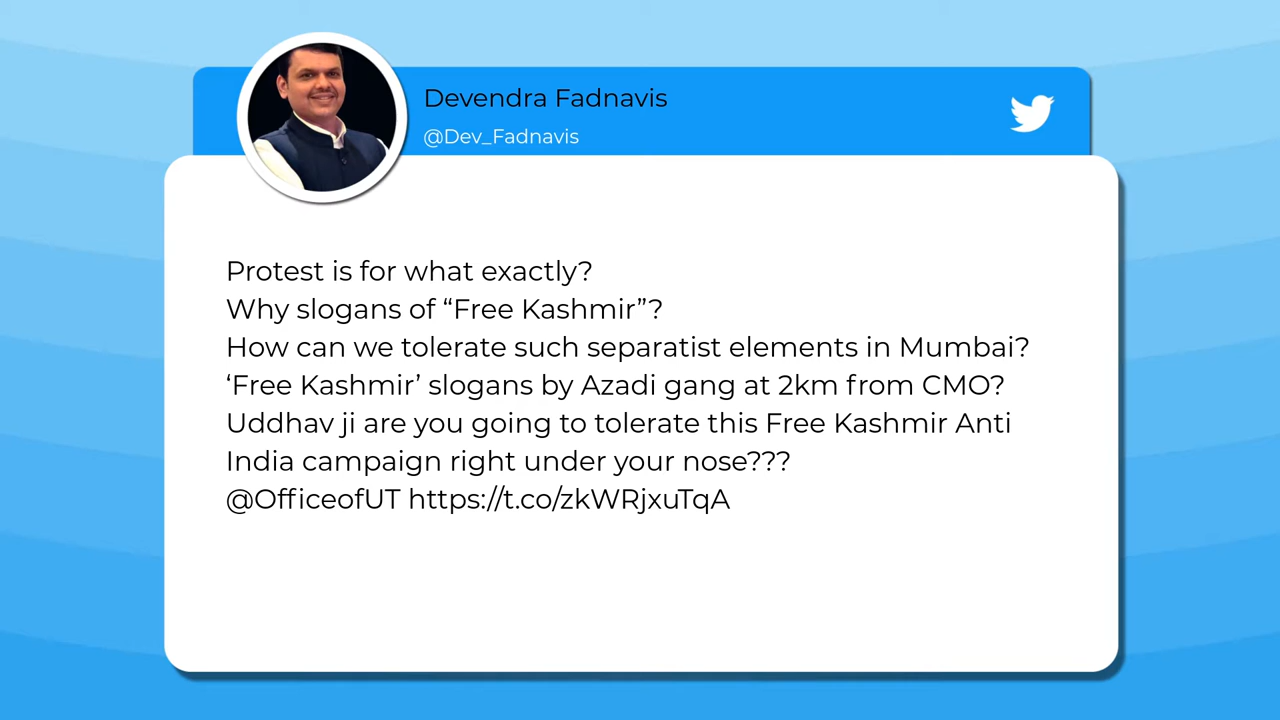 Devendra Fadnavis
@Dev_Fadnavis
Protest is for what exactly?
Why slogans of “Free Kashmir”?
How can we tolerate such separatist elements in Mumbai?
‘Free Kashmir’ slogans by Azadi gang at 2km from CMO?
Uddhav ji are you going to tolerate this Free Kashmir Anti
India campaign right under your nose???
@OfficeofUT https://t.co/zkWRjxuTqA